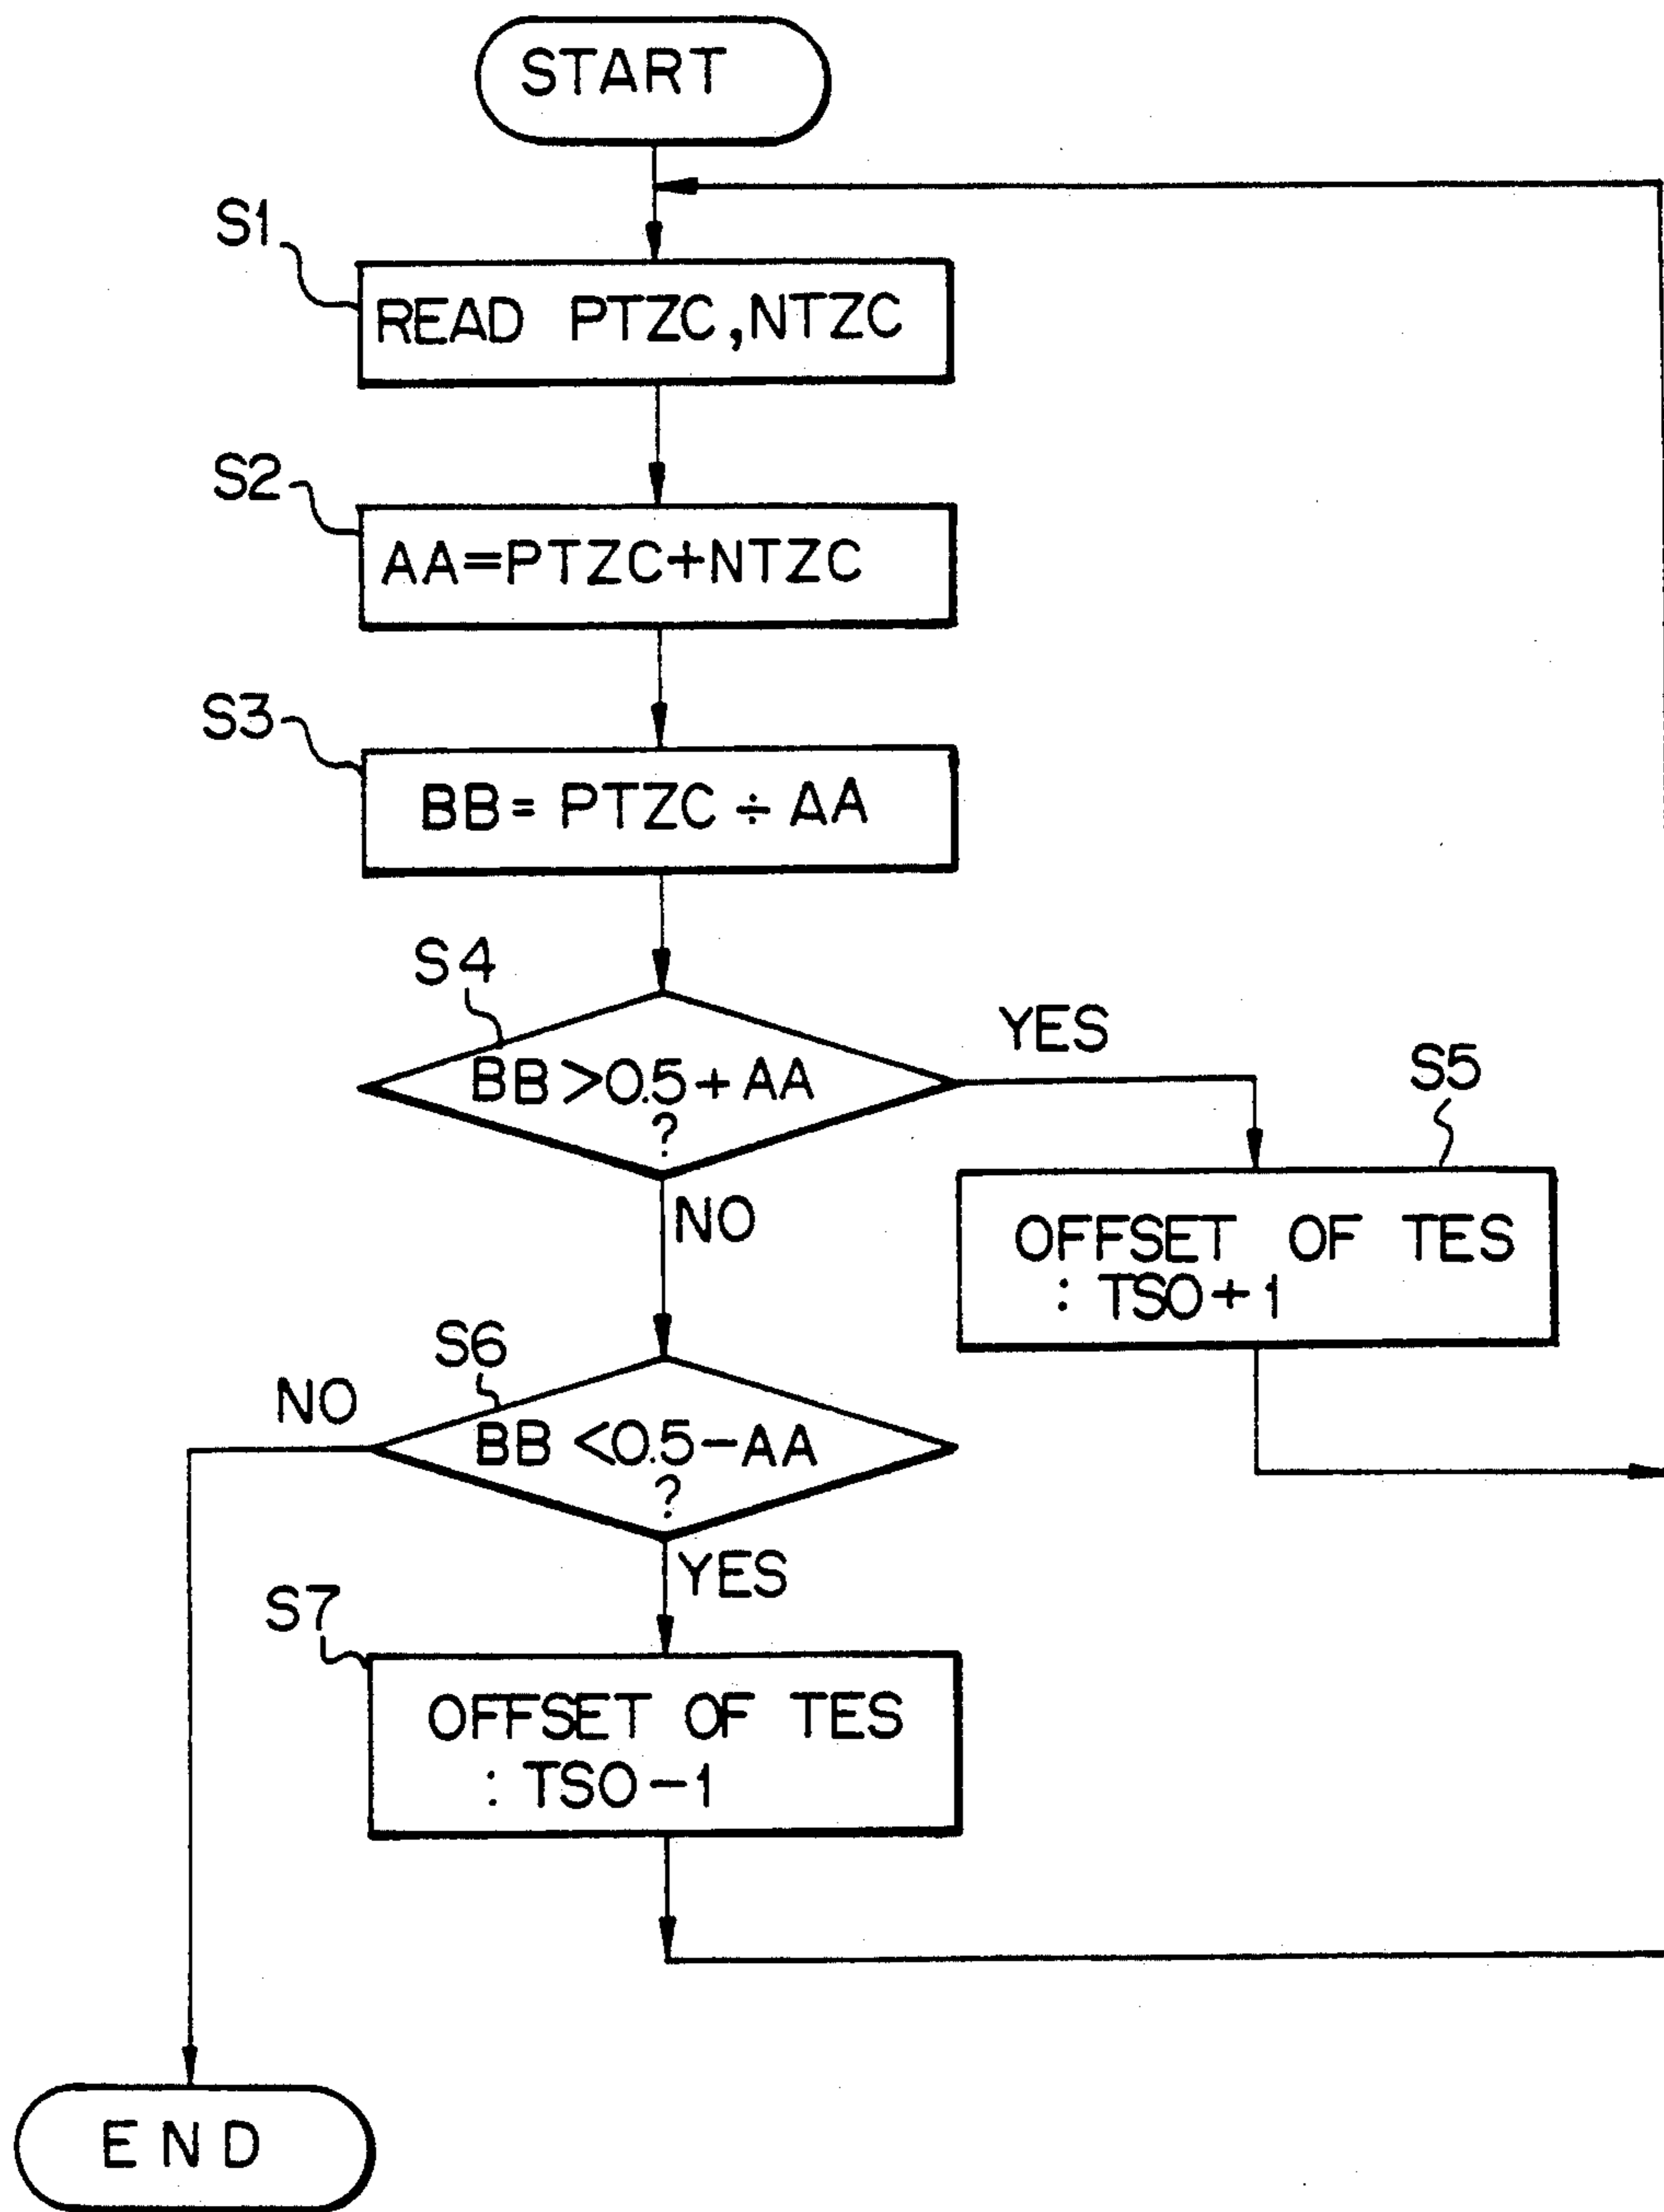 START
S1
READ PTZC,NTZC
S2
AA=PTZC+NTZC
S3
BB= PTZC ÷ AA
S4
BB>0.5+AA
?
YES
NO
S5
OFFSET OF TES
: TSO+1
S6
BB<0.5-AA
?
NO
YES
S7
OFFSET OF TES
: TSO-1
END